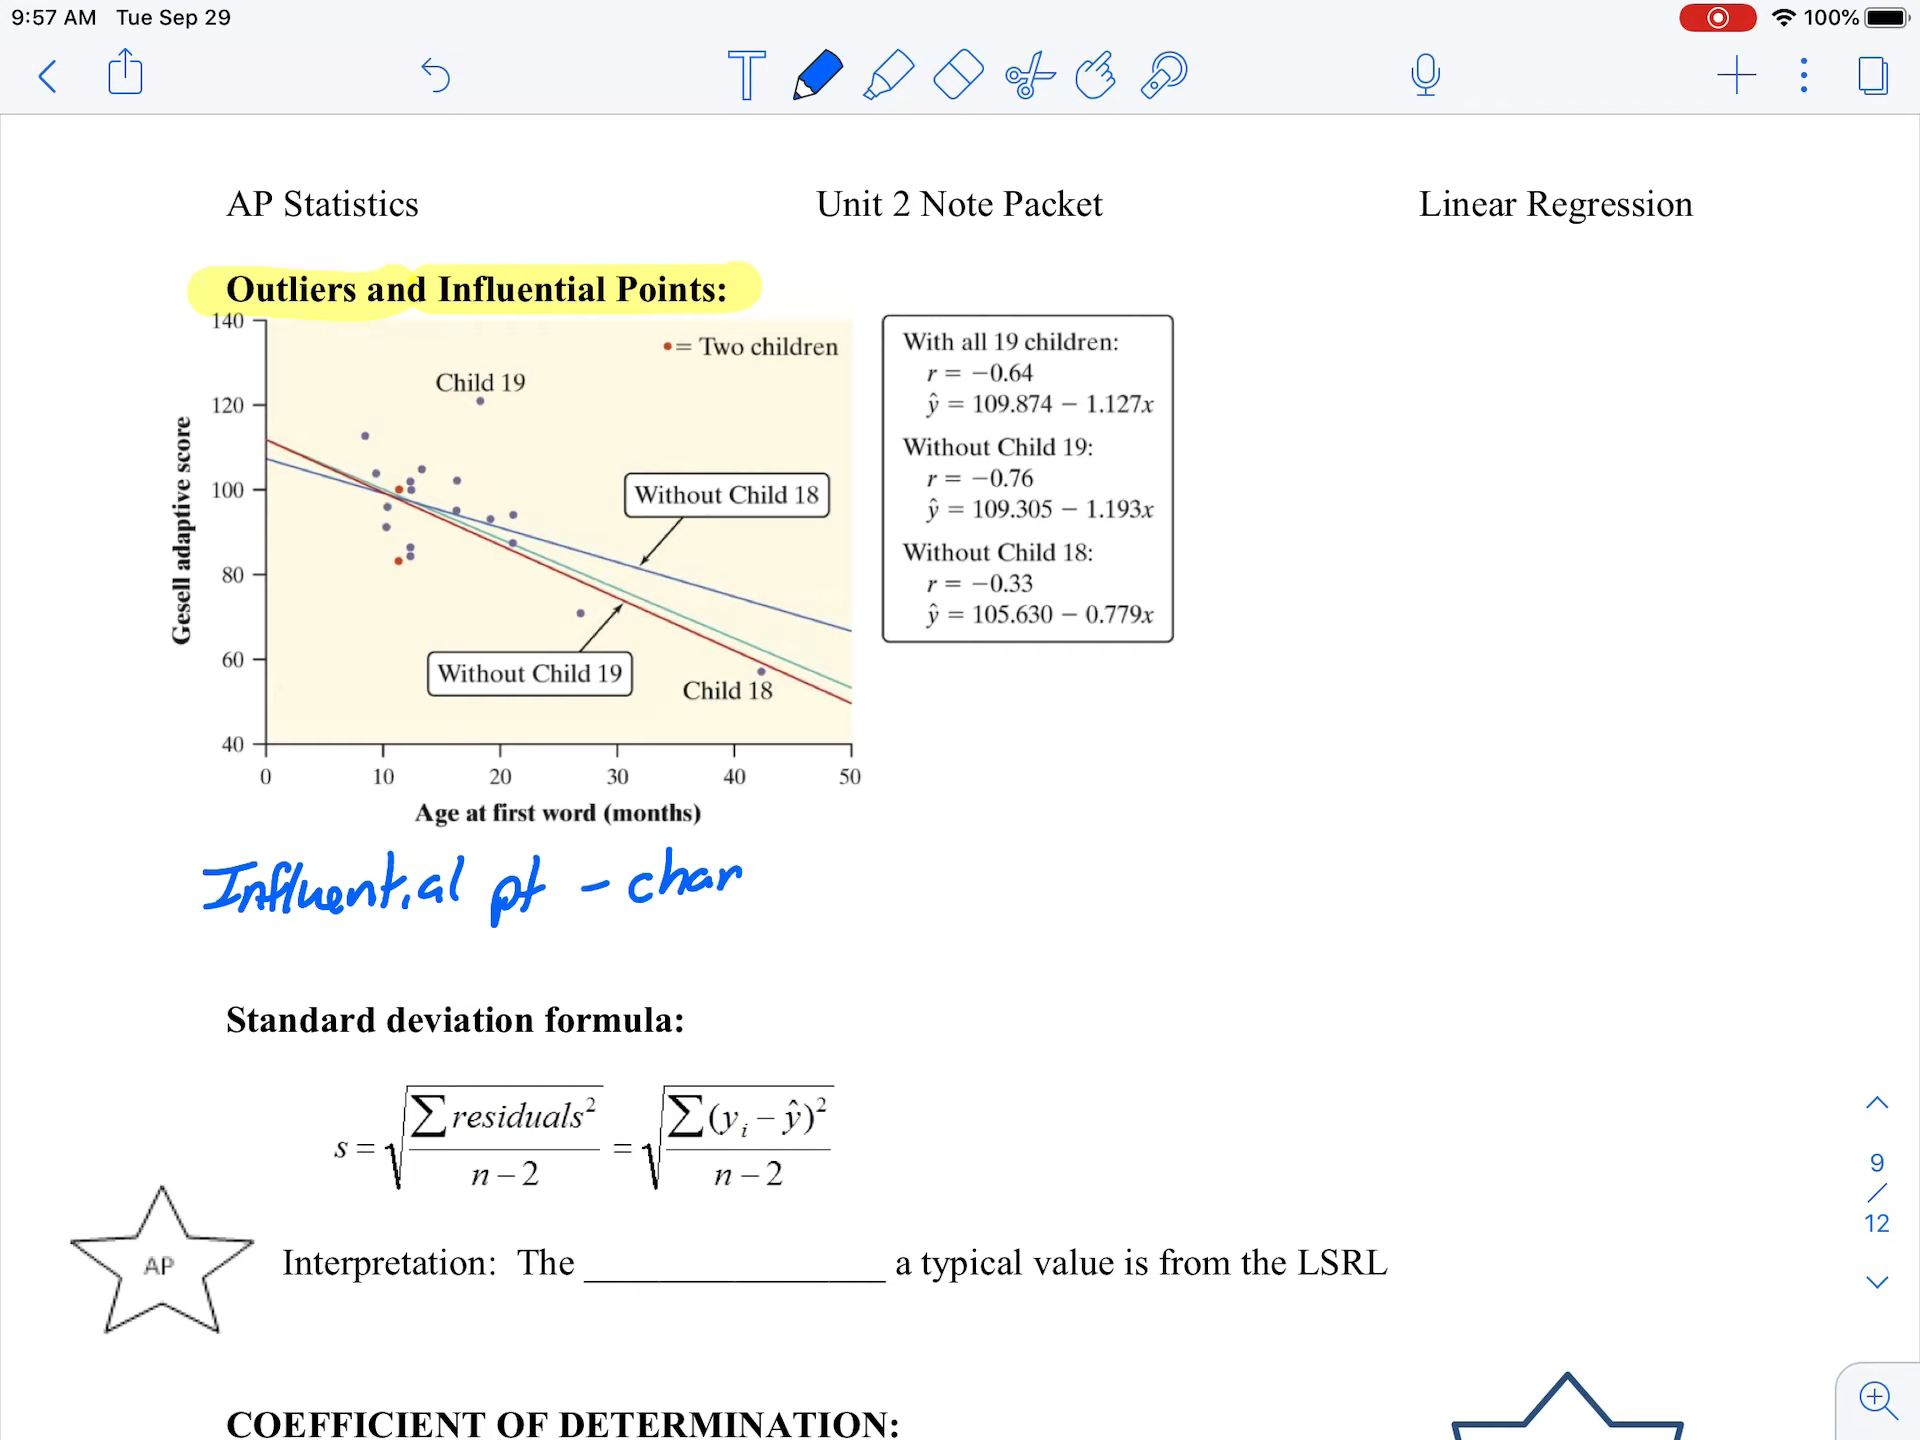 9:57 AM Tue Sep 29
100%
AP Statistics Unit 2 Note Packet Linear Regression
Outliers and Influential Points:
140
120
100
80
60
40
0 10 20 30 40 50
Gesell adaptive score
Age at first word (months)
= Two children
Child 19
Without Child 18
Without Child 19
Child 18
With all 19 children:
r = −0.64
ŷ = 109.874 − 1.127x
Without Child 19:
r = −0.76
ŷ = 109.305 − 1.193x
Without Child 18:
r = −0.33
ŷ = 105.630 − 0.779x
Influential pt - chan
Standard deviation formula:
s = √(∑residuals²/(n−2)) = √(∑(yᵢ − ŷ)²/(n−2))
AP
Interpretation: The ________________ a typical value is from the LSRL
COEFFICIENT OF DETERMINATION:
9
/
12